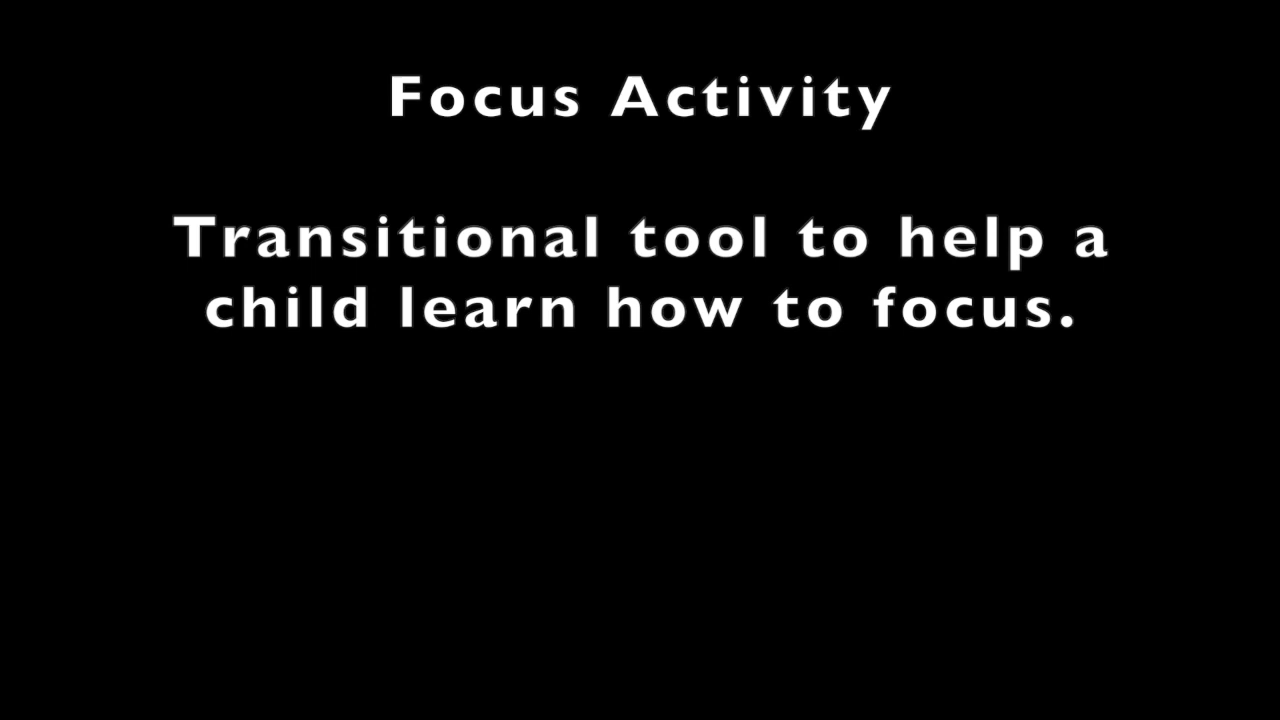 Focus Activity
Transitional tool to help a
child learn how to focus.